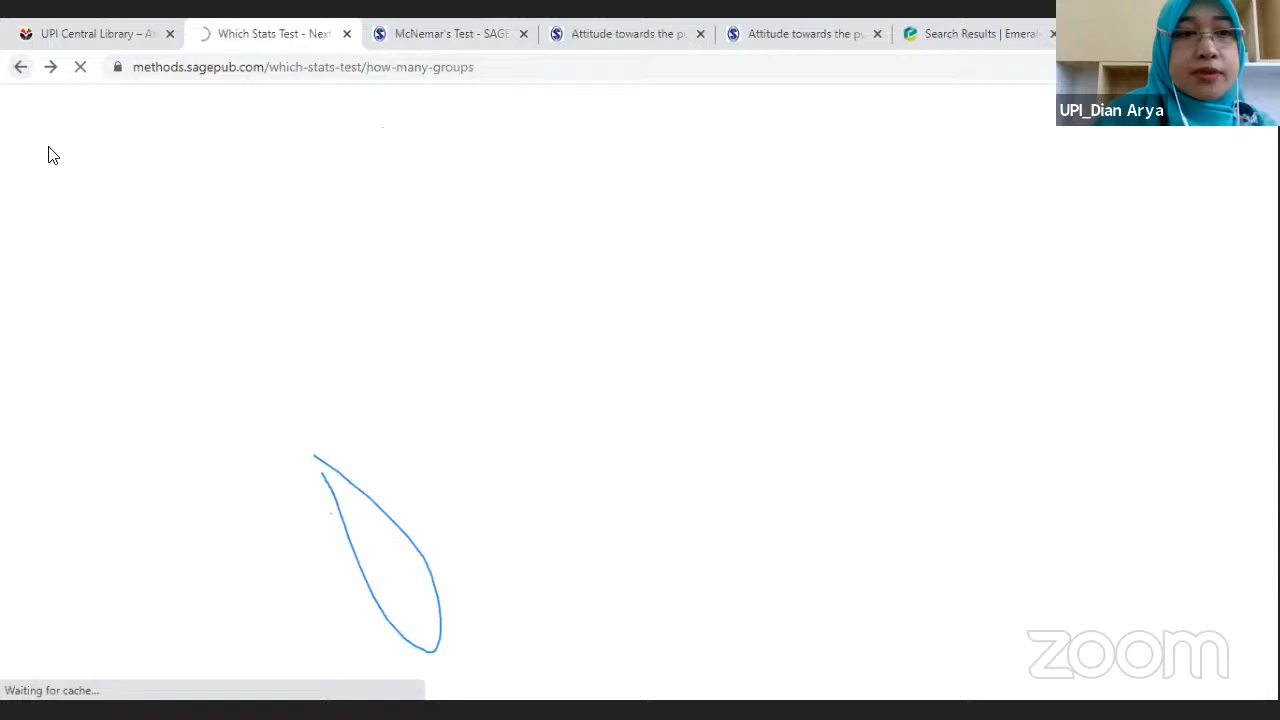 UPI Central Library – A
Which Stats Test - Next
McNemar's Test - SAGE
Attitude towards the pu
Attitude towards the pu
Search Results | Emeral
methods.sagepub.com/which-stats-test/how-many-groups
UPI_Dian Arya
zoom
Waiting for cache...